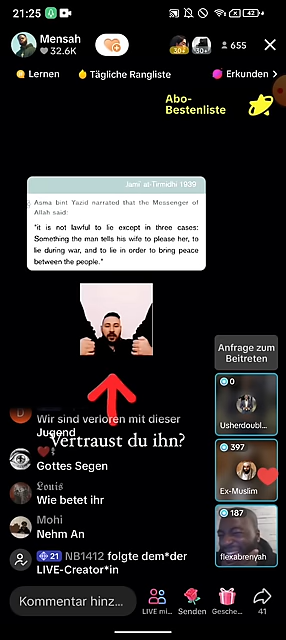 21:25
42
Mensah
32.6K
30+
30+
655
Lernen
Tägliche Rangliste
Erkunden
Abo-
Bestenliste
Jami` at-Tirmidhi 1939
Asma bint Yazid narrated that the Messenger of
Allah said:
"it is not lawful to lie except in three cases:
Something the man tells his wife to please her, to
lie during war, and to lie in order to bring peace
between the people."
Anfrage zum
Beitreten
0
Usherdoubl...
397
Ex-Muslim
187
flexabrenyah
Wir sind verloren mit dieser
Jugend
Vertraust du ihn?
Gottes Segen
Louis
Wie betet ihr
Mohi
Nehm An
21 NB1412 folgte dem*der
LIVE-Creator*in
Kommentar hinz...
LIVE mi...
Senden
Gesche...
41